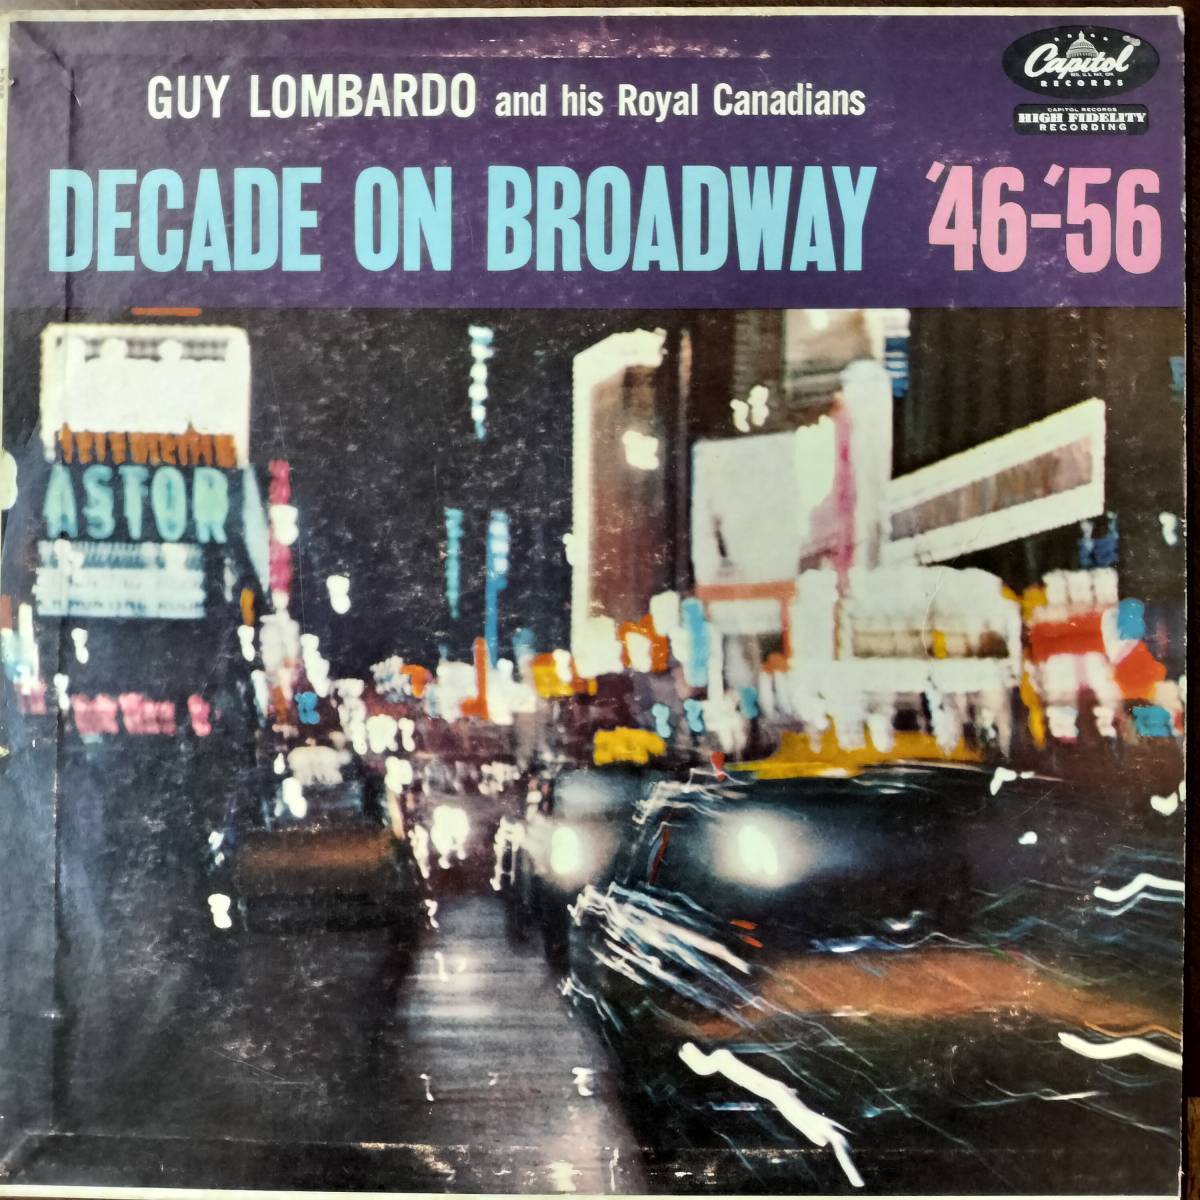 GUY LOMBARDO and his Royal Canadians
Capitol
RECORDS
CAPITOL RECORDS
HIGH FIDELITY
RECORDING
DECADE ON BROADWAY '46-'56
ASTOR